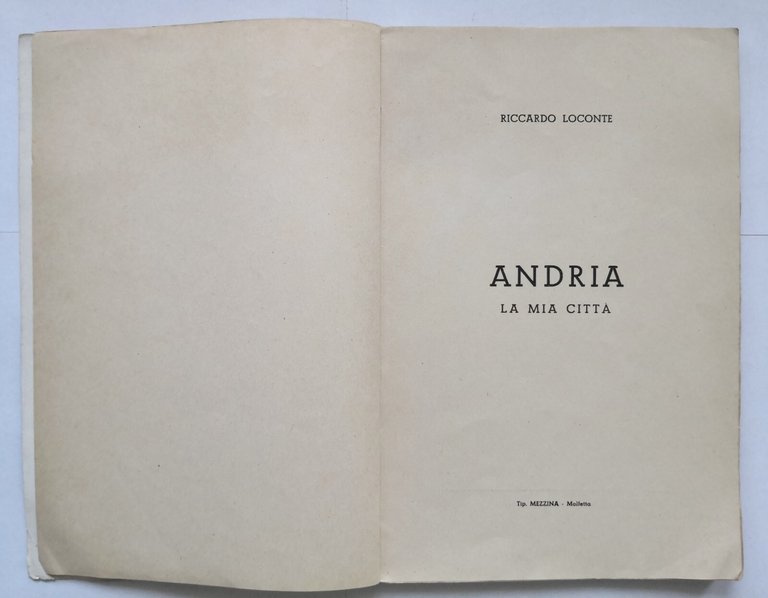 RICCARDO LOCONTE
ANDRIA
LA MIA CITTÀ
Tip. MEZZINA - Molfetta